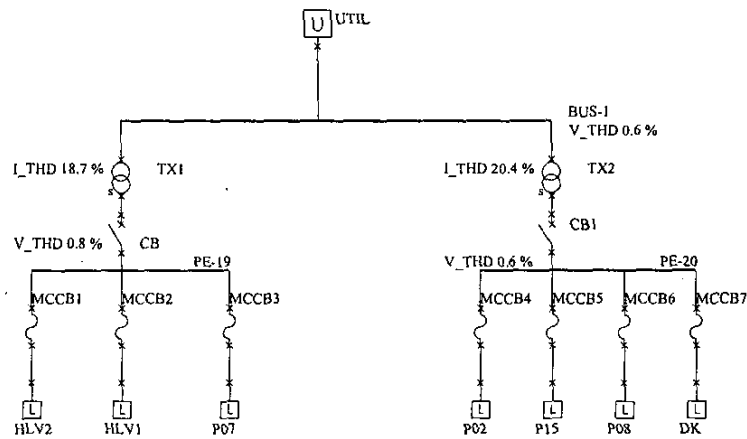 U UTIL
BUS-1
V_THD 0.6 %
I_THD 18.7 % TX1
I_THD 20.4 % TX2
s
s
CB1
V_THD 0.8 % CB
PE-19
V_THD 0.6 % PE-20
MCCB1 MCCB2 MCCB3 MCCB4 MCCB5 MCCB6 MCCB7
L L L L L L L
HLV2 HLV1 P07 P02 P15 P08 DK